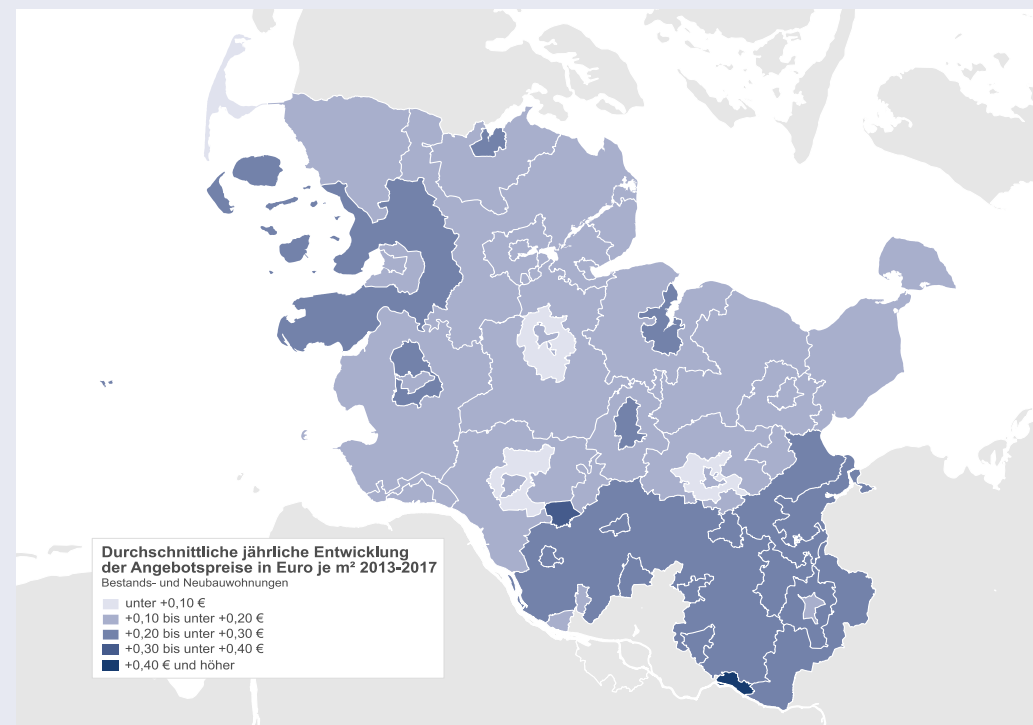 Durchschnittliche jährliche Entwicklung
der Angebotspreise in Euro je m² 2013-2017
Bestands- und Neubauwohnungen
unter +0,10 €
+0,10 bis unter +0,20 €
+0,20 bis unter +0,30 €
+0,30 bis unter +0,40 €
+0,40 € und höher